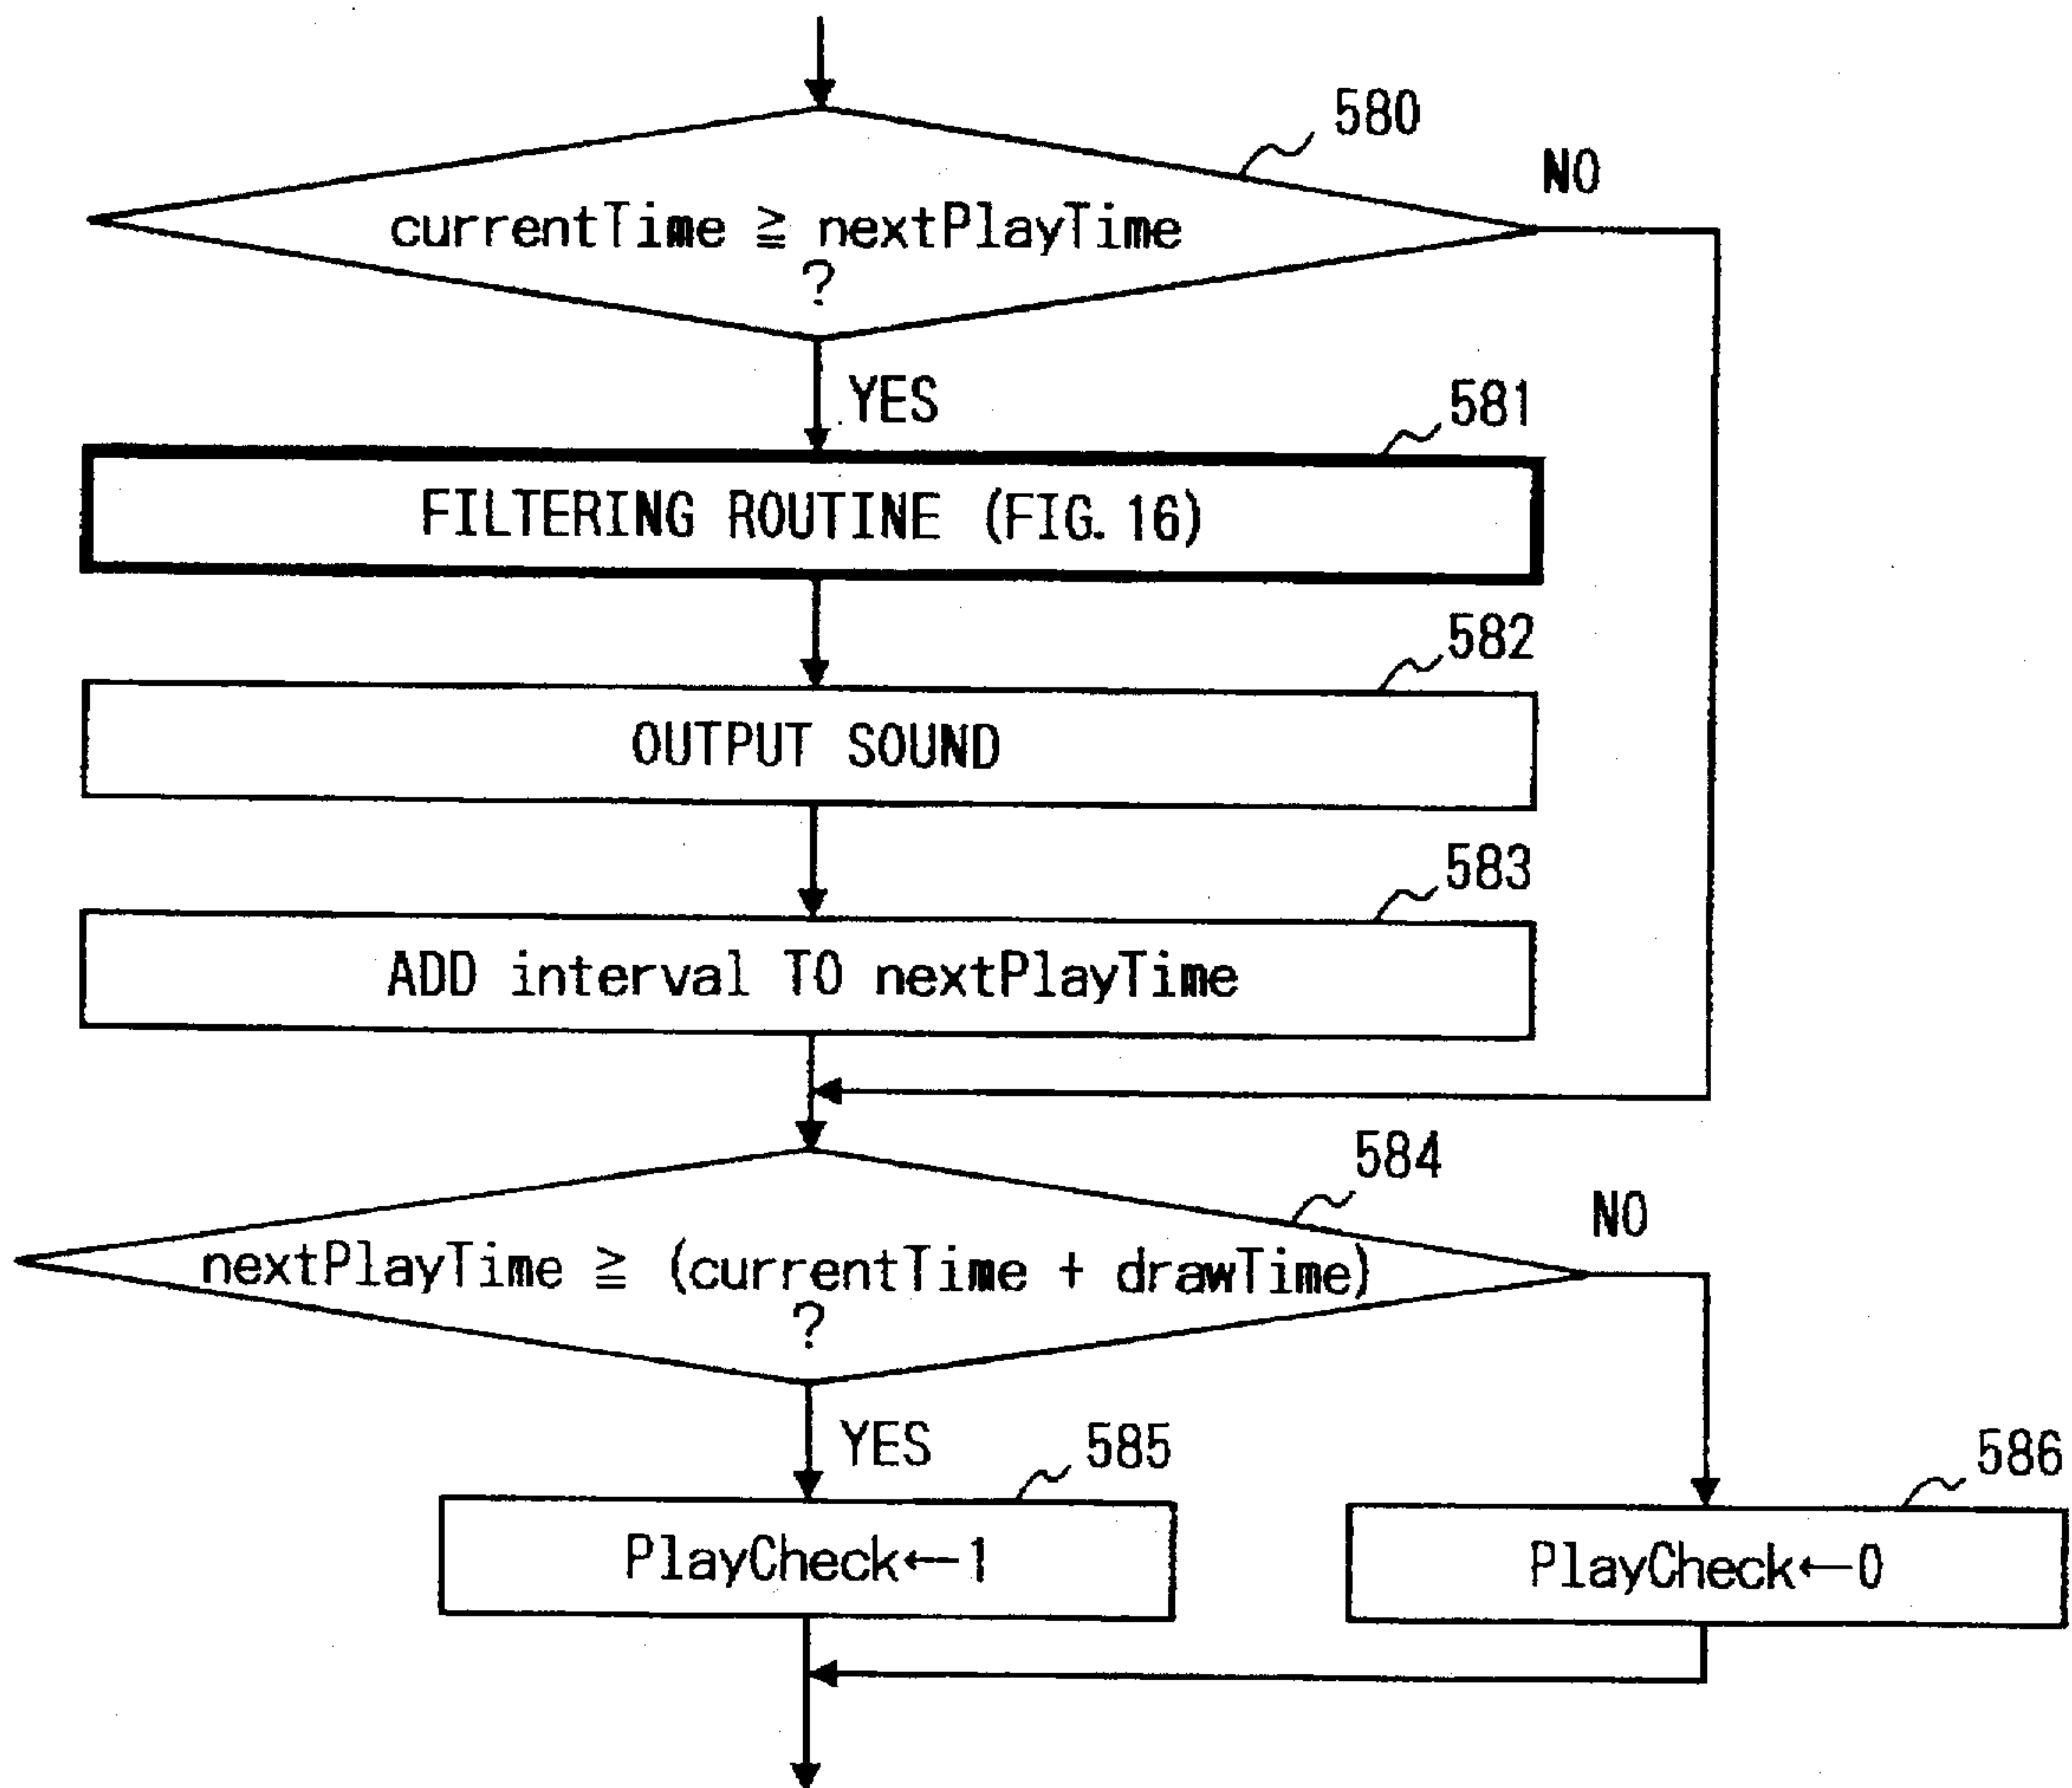 580
NO
currentTime ≧ nextPlayTime
?
YES
581
FILTERING ROUTINE (FIG. 16)
582
OUTPUT SOUND
583
ADD interval TO nextPlayTime
584
NO
nextPlayTime ≧ (currentTime + drawTime)
?
YES
585
586
PlayCheck←1
PlayCheck←0